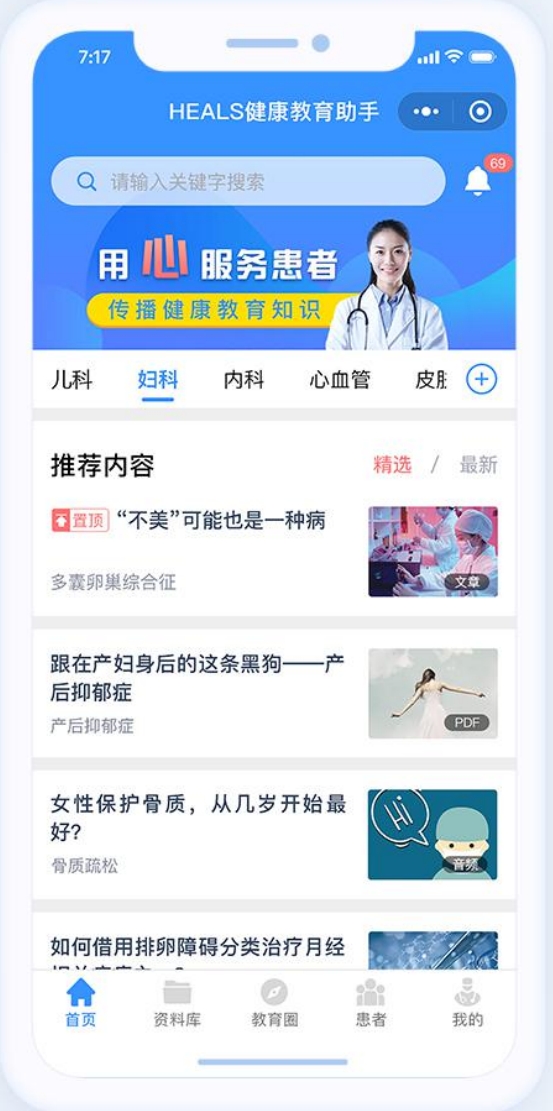 7:17
HEALS健康教育助手
请输入关键字搜索
69
用心服务患者
传播健康教育知识
儿科
妇科
内科
心血管
皮肤
推荐内容
精选 / 最新
置顶 “不美”可能也是一种病
多囊卵巢综合征
文章
跟在产妇身后的这条黑狗——产
后抑郁症
产后抑郁症
PDF
女性保护骨质，从几岁开始最
好?
骨质疏松
Hi
音频
如何借用排卵障碍分类治疗月经
首页
资料库
教育圈
患者
我的